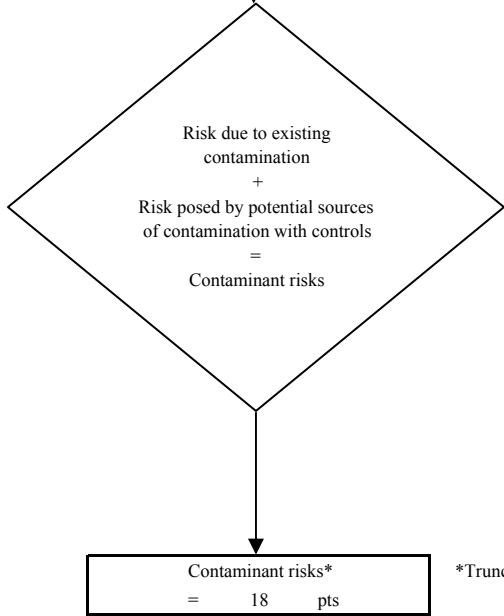 Risk due to existing
contamination
+
Risk posed by potential sources
of contamination with controls
=
Contaminant risks
Contaminant risks*
= 18 pts